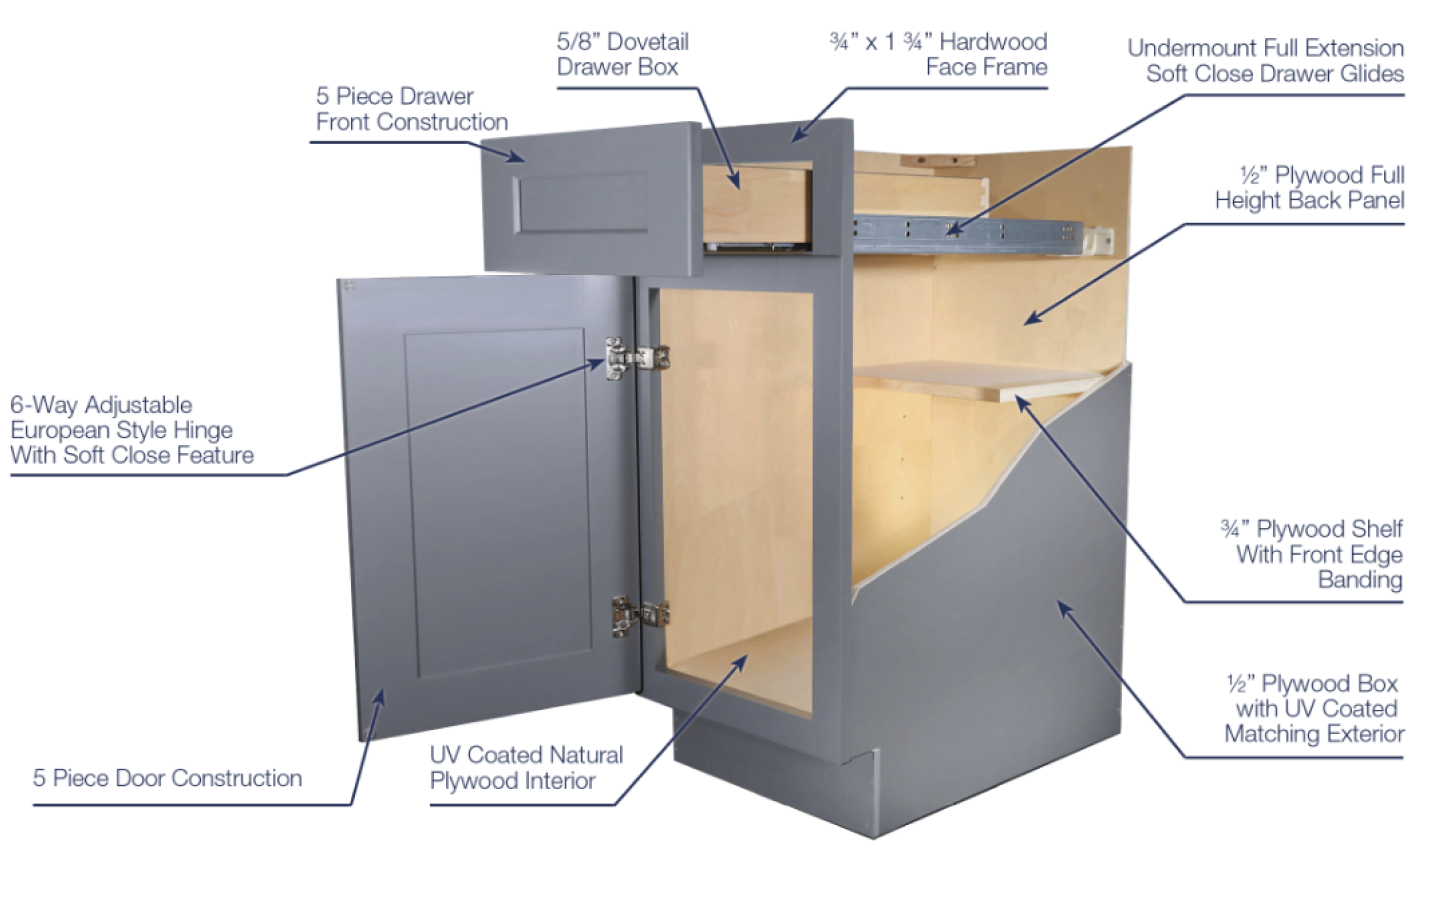 5/8” Dovetail
Drawer Box
¾” x 1 ¾” Hardwood
Face Frame
Undermount Full Extension
Soft Close Drawer Glides
5 Piece Drawer
Front Construction
½” Plywood Full
Height Back Panel
6-Way Adjustable
European Style Hinge
With Soft Close Feature
¾” Plywood Shelf
With Front Edge
Banding
½” Plywood Box
with UV Coated
Matching Exterior
UV Coated Natural
Plywood Interior
5 Piece Door Construction